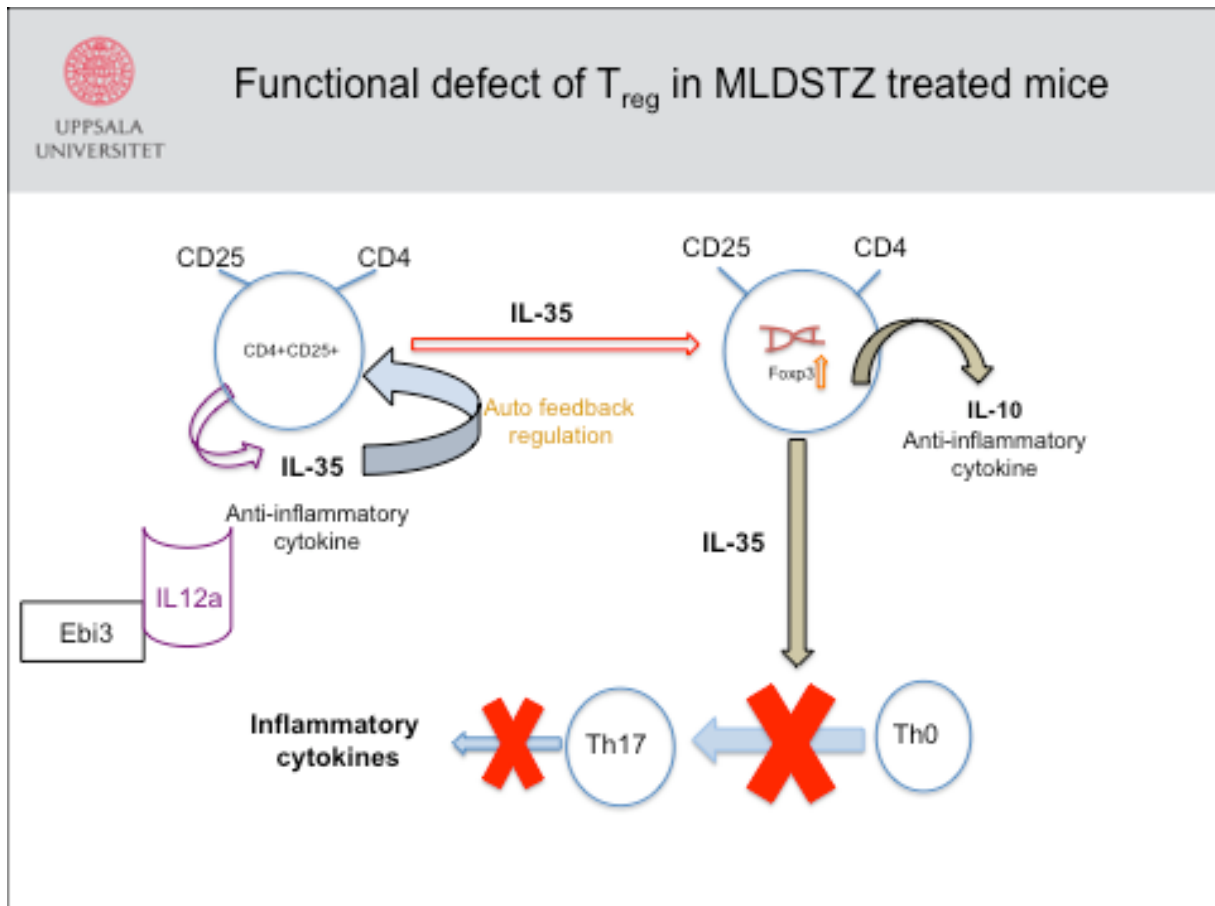 UPPSALA
UNIVERSITET
Functional defect of Treg in MLDSTZ treated mice
CD25
CD4
CD4+CD25+
IL-35
Auto feedback
regulation
IL-35
Anti-inflammatory
cytokine
IL12a
Ebi3
CD25
CD4
Foxp3
IL-10
Anti-inflammatory
cytokine
IL-35
Inflammatory
cytokines
Th17
Th0